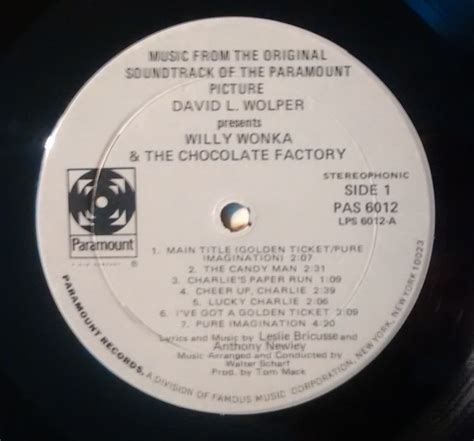 MUSIC FROM THE ORIGINAL
SOUNDTRACK OF THE PARAMOUNT
PICTURE
DAVID L. WOLPER
presents
WILLY WONKA
& THE CHOCOLATE FACTORY
STEREOPHONIC
SIDE 1
PAS 6012
LPS 6012-A
Paramount
®
1. MAIN TITLE (GOLDEN TICKET/PURE
IMAGINATION) 2:07
2. THE CANDY MAN 2:31
3. CHARLIE'S PAPER RUN 1:09
4. CHEER UP, CHARLIE 2:39
5. LUCKY CHARLIE 2:06
6. I'VE GOT A GOLDEN TICKET 3:09
7. PURE IMAGINATION 4:20
Lyrics and Music by Leslie Bricusse and
Anthony Newley
Music Arranged and Conducted by
Walter Scharf
Prod. by Tom Mack
PARAMOUNT RECORDS, A DIVISION OF FAMOUS MUSIC CORPORATION, NEW YORK, NEW YORK 10023